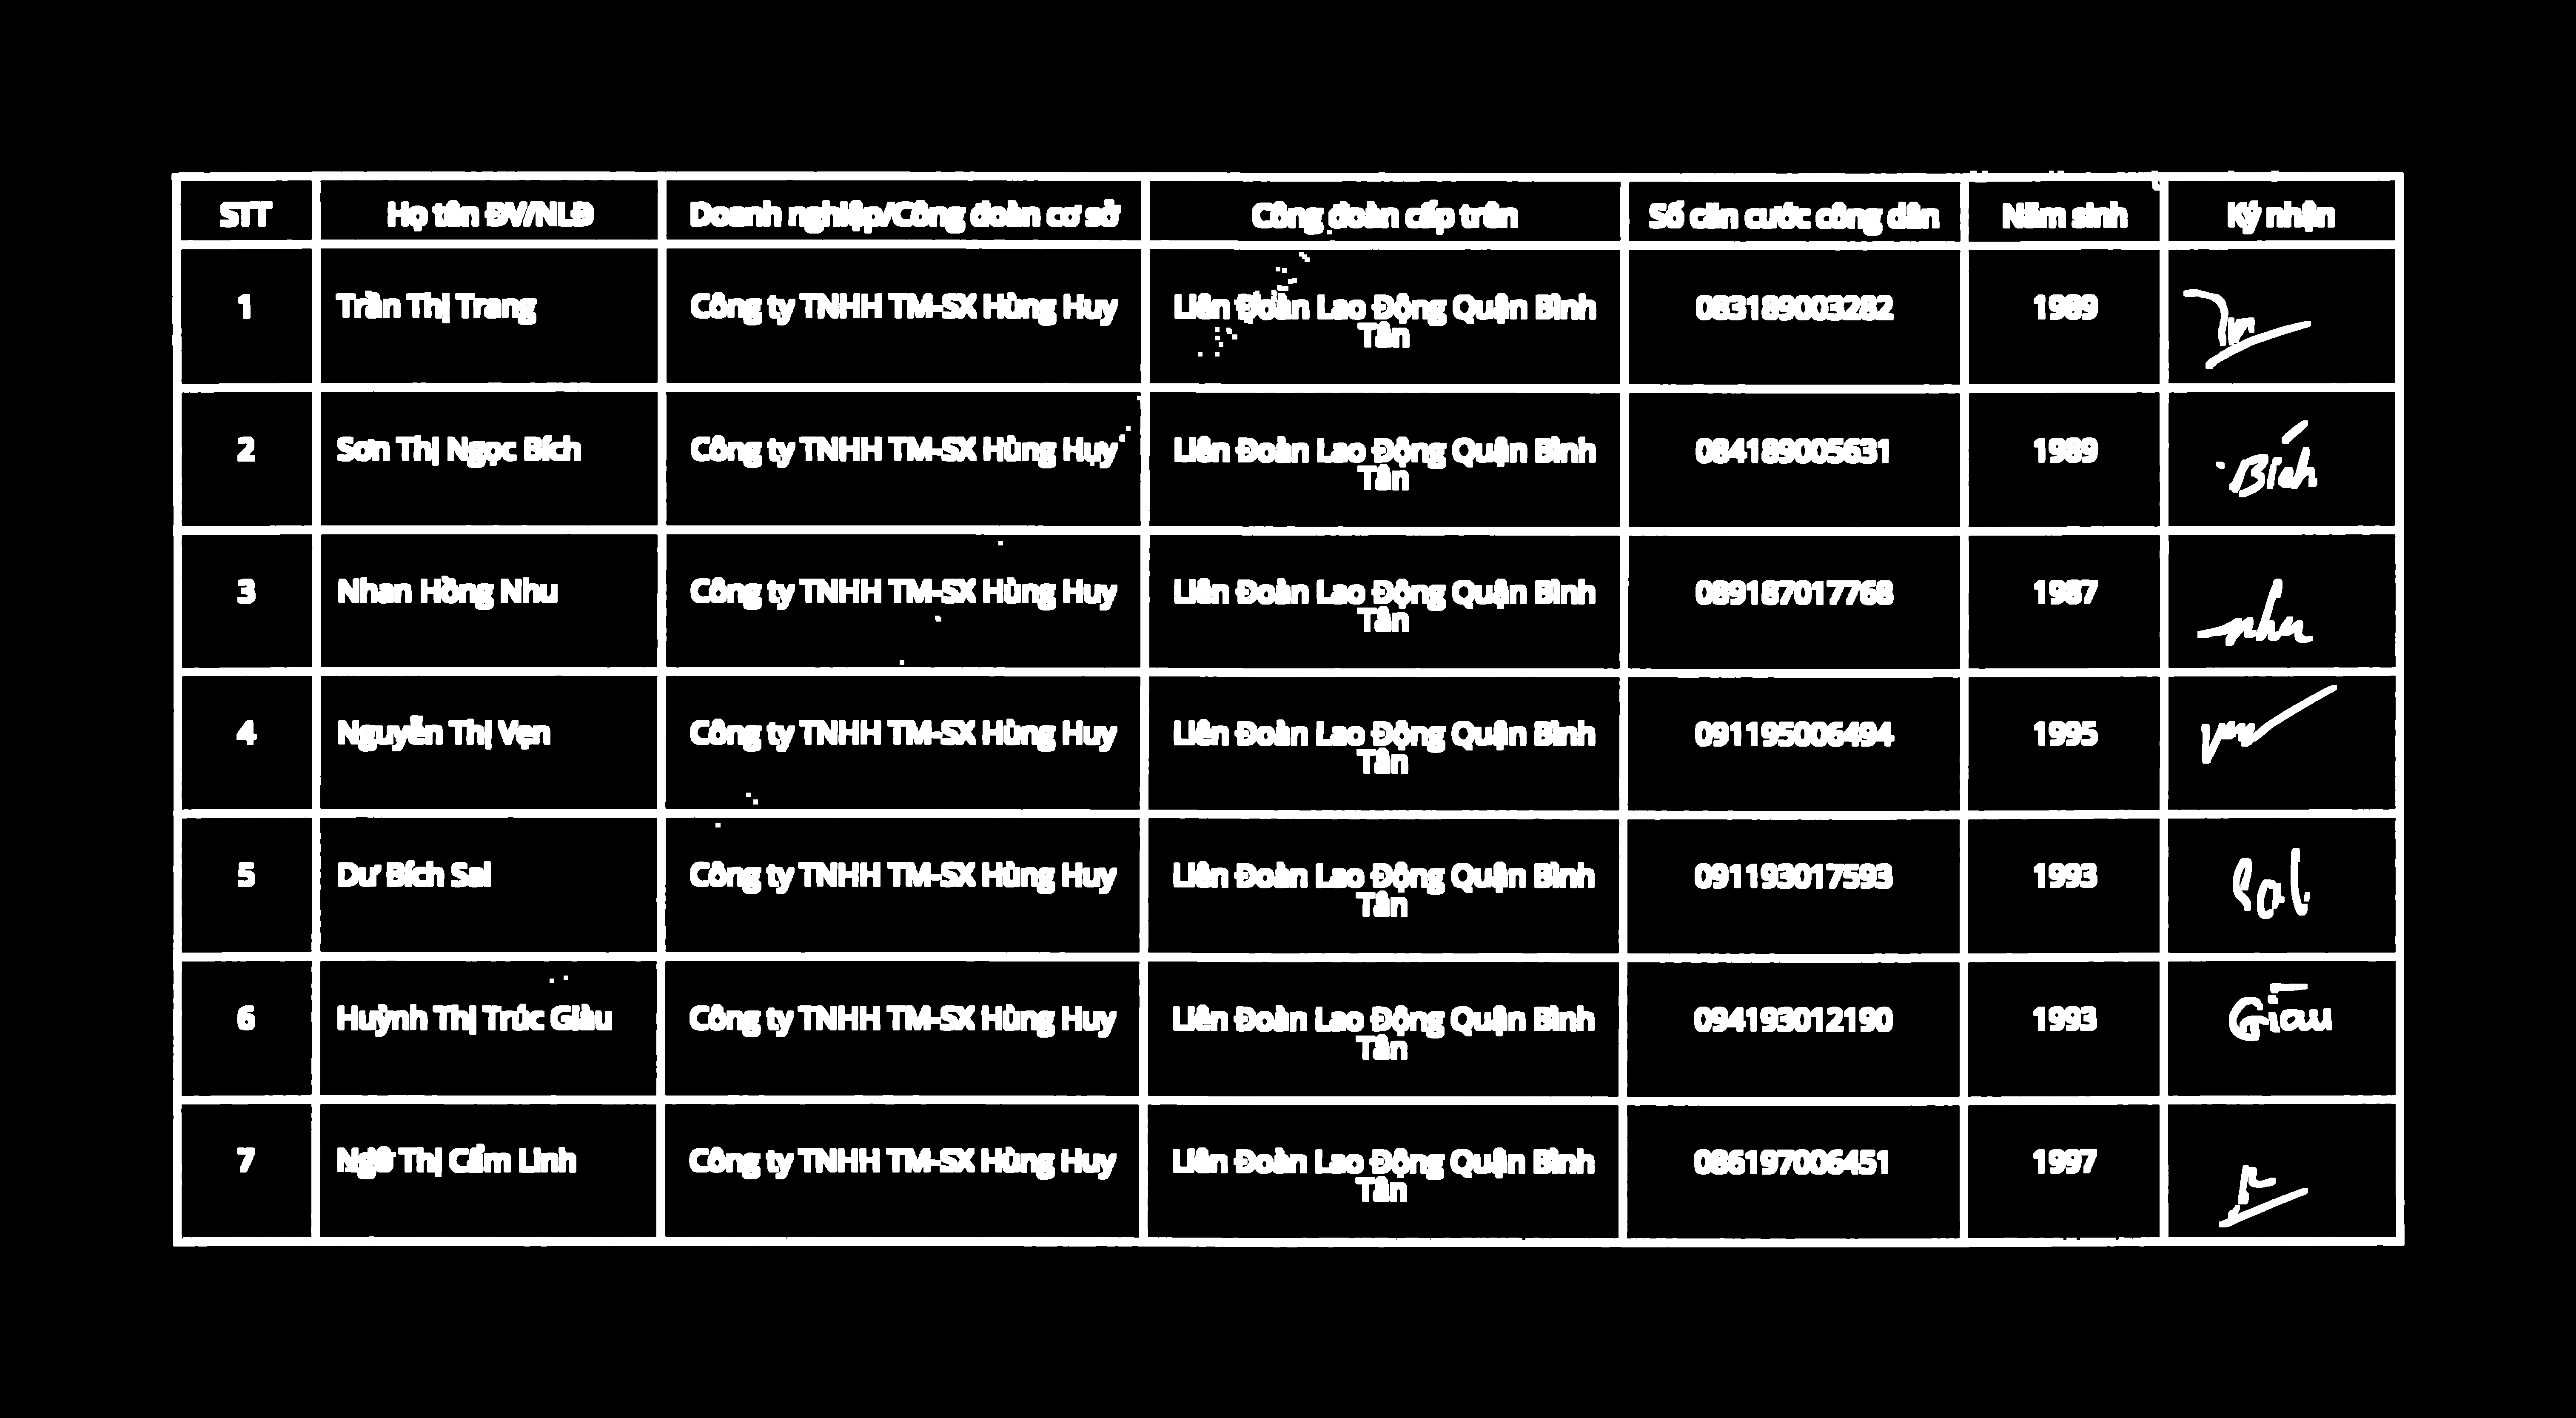 STT Họ tên ĐV/NLĐ Doanh nghiệp/Công đoàn cơ sở Công đoàn cấp trên Số căn cước công dân Năm sinh Ký nhận
1 Trần Thị Trang Công ty TNHH TM-SX Hùng Huy Liên Đoàn Lao Động Quận Bình 083189003282 1989
Tân
2 Sơn Thị Ngọc Bích Công ty TNHH TM-SX Hùng Huy Liên Đoàn Lao Động Quận Bình 084189005631 1989 Bích
Tân
3 Nhan Hồng Nhu Công ty TNHH TM-SX Hùng Huy Liên Đoàn Lao Động Quận Bình 089187017768 1987 nhu
Tân
4 Nguyễn Thị Vẹn Công ty TNHH TM-SX Hùng Huy Liên Đoàn Lao Động Quận Bình 091195006494 1995
Tân
5 Dư Bích Sal Công ty TNHH TM-SX Hùng Huy Liên Đoàn Lao Động Quận Bình 091193017593 1993 Sal
Tân
6 Huỳnh Thị Trúc Giàu Công ty TNHH TM-SX Hùng Huy Liên Đoàn Lao Động Quận Bình 094193012190 1993 Giàu
Tân
7 Thị Cẩm Linh Công ty TNHH TM-SX Hùng Huy Liên Đoàn Lao Động Quận Bình 086197006451 1997
Tân